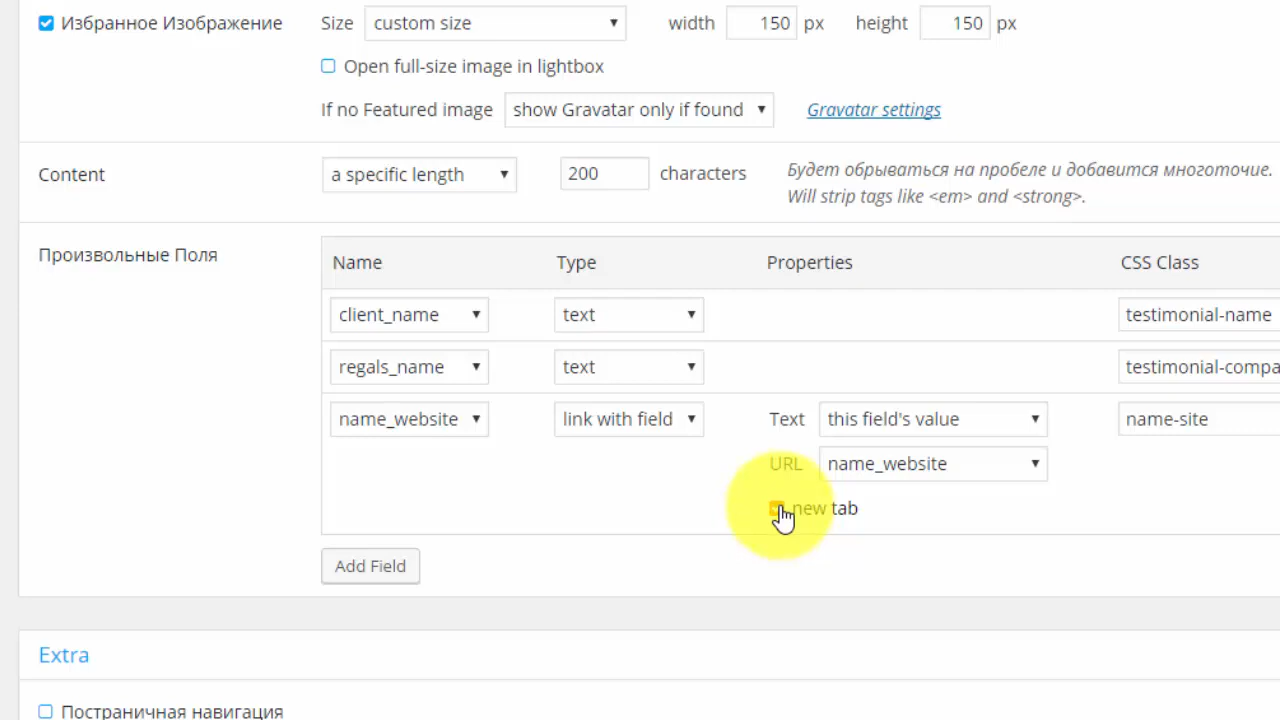 Избранное Изображение Size custom size width 150 px height 150 px
Open full-size image in lightbox
If no Featured image show Gravatar only if found Gravatar settings
Content a specific length 200 characters Будет обрываться на пробеле и добавится многоточие.
Will strip tags like <em> and <strong>.
Произвольные Поля
Name Type Properties CSS Class
client_name text testimonial-name
regals_name text testimonial-compa
name_website link with field Text this field's value name-site
URL name_website
new tab
Add Field
Extra
Постраничная навигация